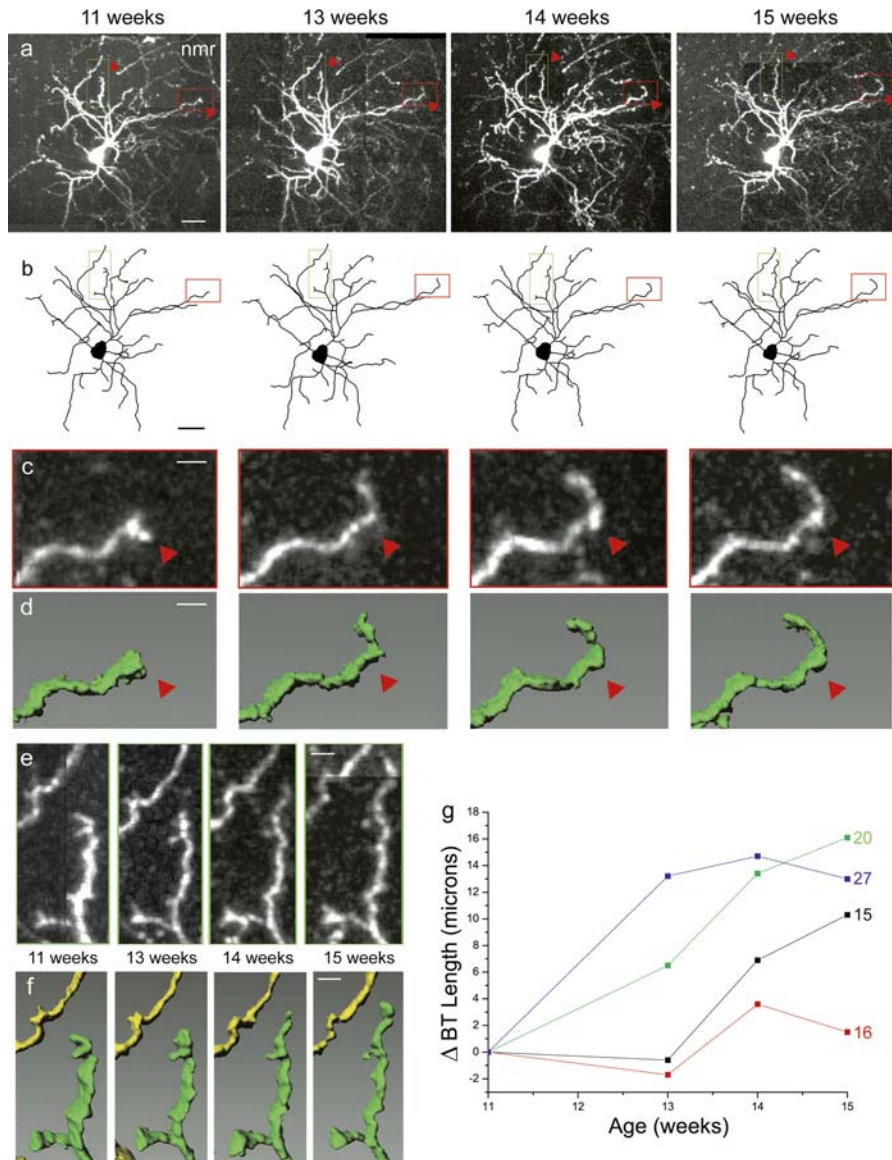 11 weeks 13 weeks 14 weeks 15 weeks
a nmr
b
c
d
e
11 weeks 13 weeks 14 weeks 15 weeks
f
g
Δ BT Length (microns)
18
16
14
12
10
8
6
4
2
0
-2
11 12 13 14 15
Age (weeks)
20
27
15
16